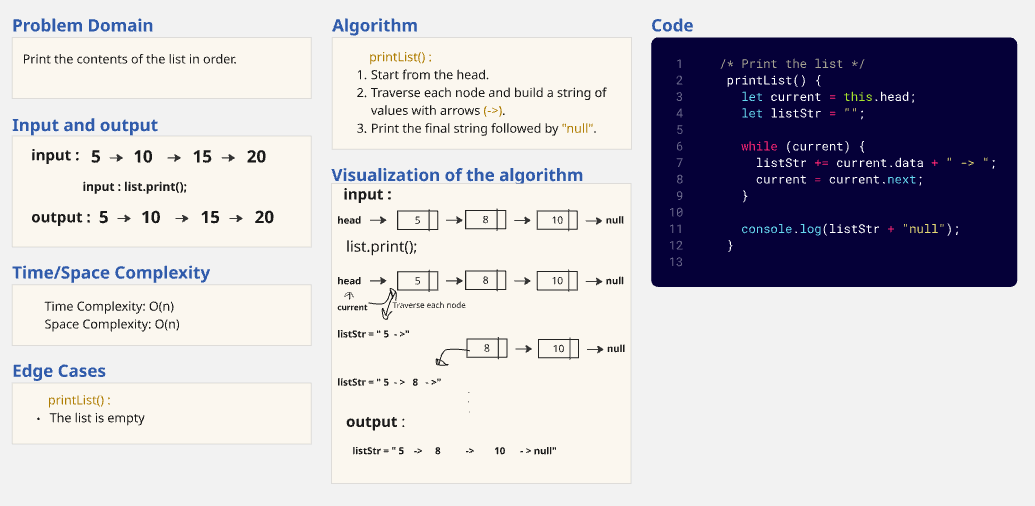 Problem Domain
Print the contents of the list in order.
Input and output
input : 5 → 10 → 15 → 20
input : list.print();
output : 5 → 10 → 15 → 20
Time/Space Complexity
Time Complexity: O(n)
Space Complexity: O(n)
Edge Cases
printList() :
• The list is empty
Algorithm
printList() :
1. Start from the head.
2. Traverse each node and build a string of
values with arrows (->).
3. Print the final string followed by "null".
Visualization of the algorithm
input :
head → 5 → 8 → 10 → null
list.print();
head → 5 → 8 → 10 → null
current
Traverse each node
listStr = " 5 ->"
8 → 10 → null
listStr = " 5 -> 8 ->"
.
.
.
output :
listStr = " 5 -> 8 -> 10 -> null"
Code
1 /* Print the list */
2 printList() {
3 let current = this.head;
4 let listStr = "";
5
6 while (current) {
7 listStr += current.data + " -> ";
8 current = current.next;
9 }
10
11 console.log(listStr + "null");
12 }
13